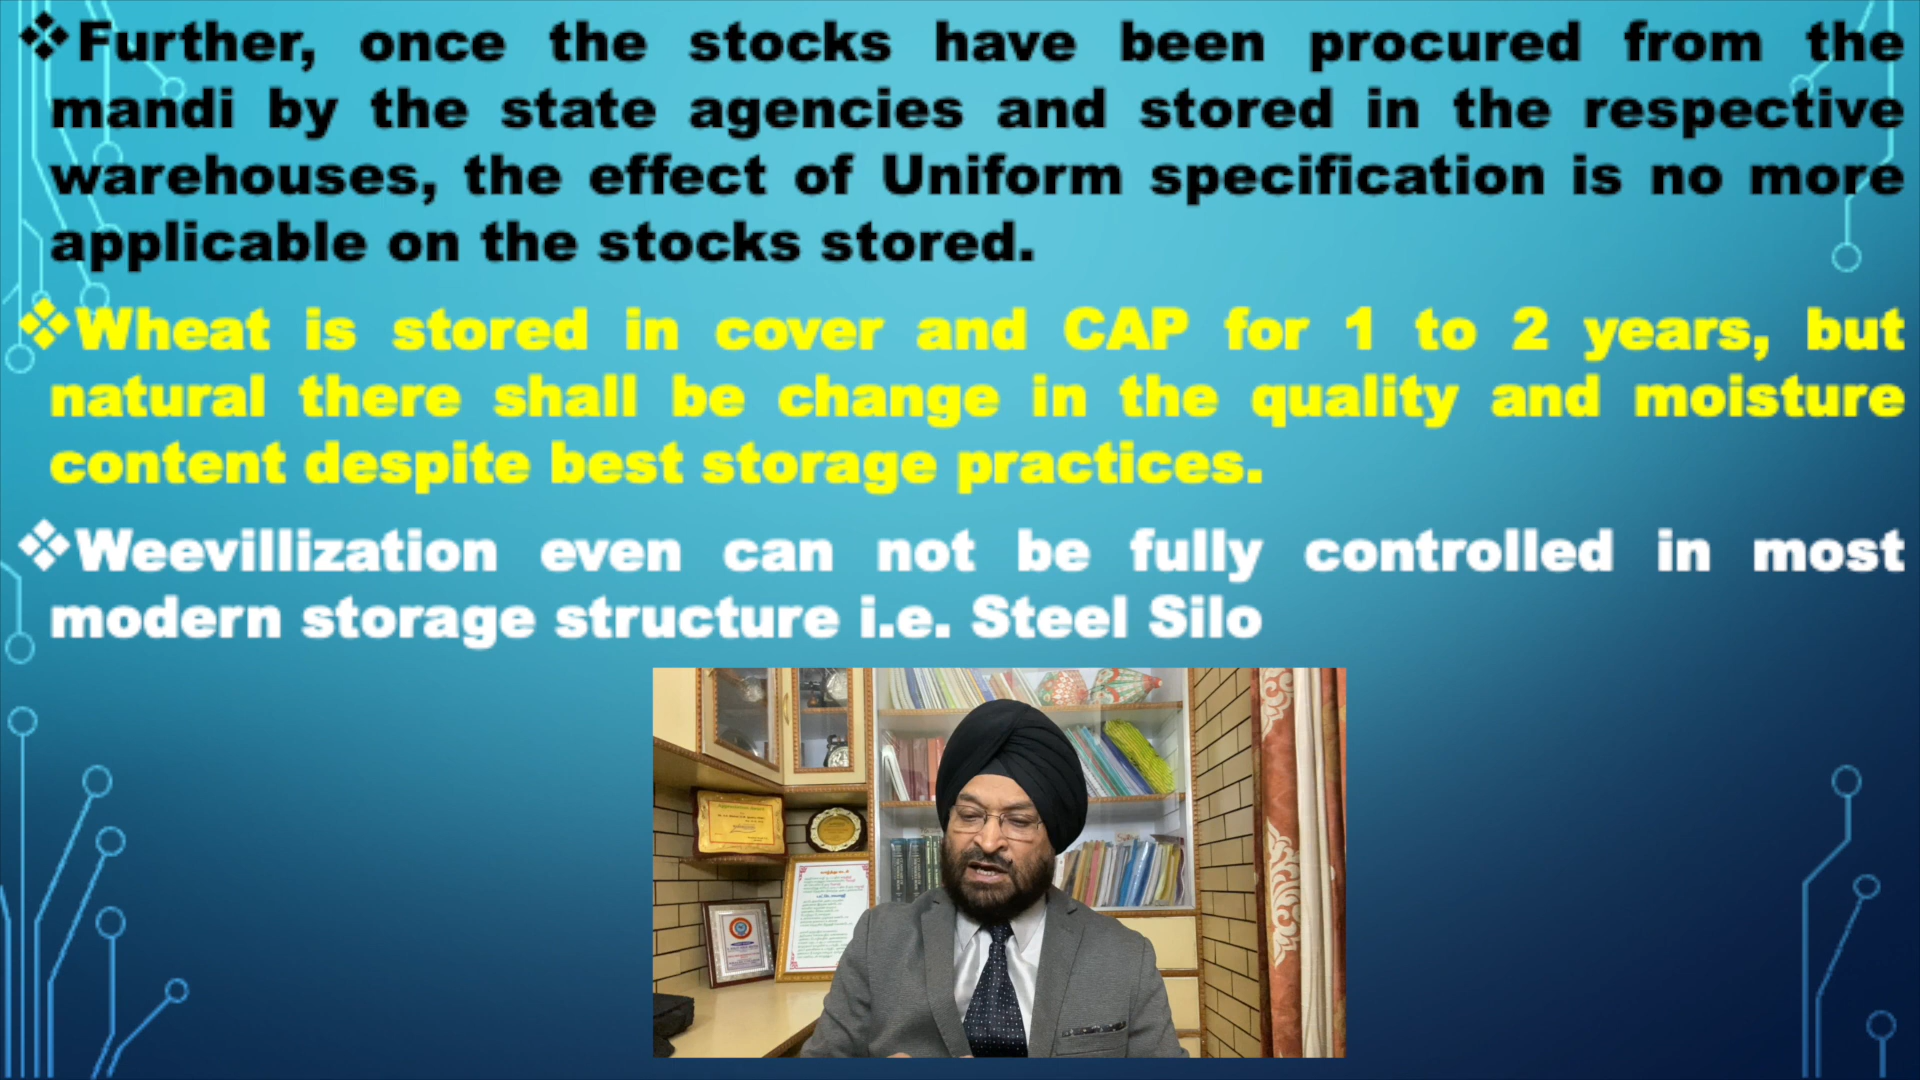 ❖Further, once the stocks have been procured from the
mandi by the state agencies and stored in the respective
warehouses, the effect of Uniform specification is no more
applicable on the stocks stored.
❖Wheat is stored in cover and CAP for 1 to 2 years, but
natural there shall be change in the quality and moisture
content despite best storage practices.
❖Weevillization even can not be fully controlled in most
modern storage structure i.e. Steel Silo